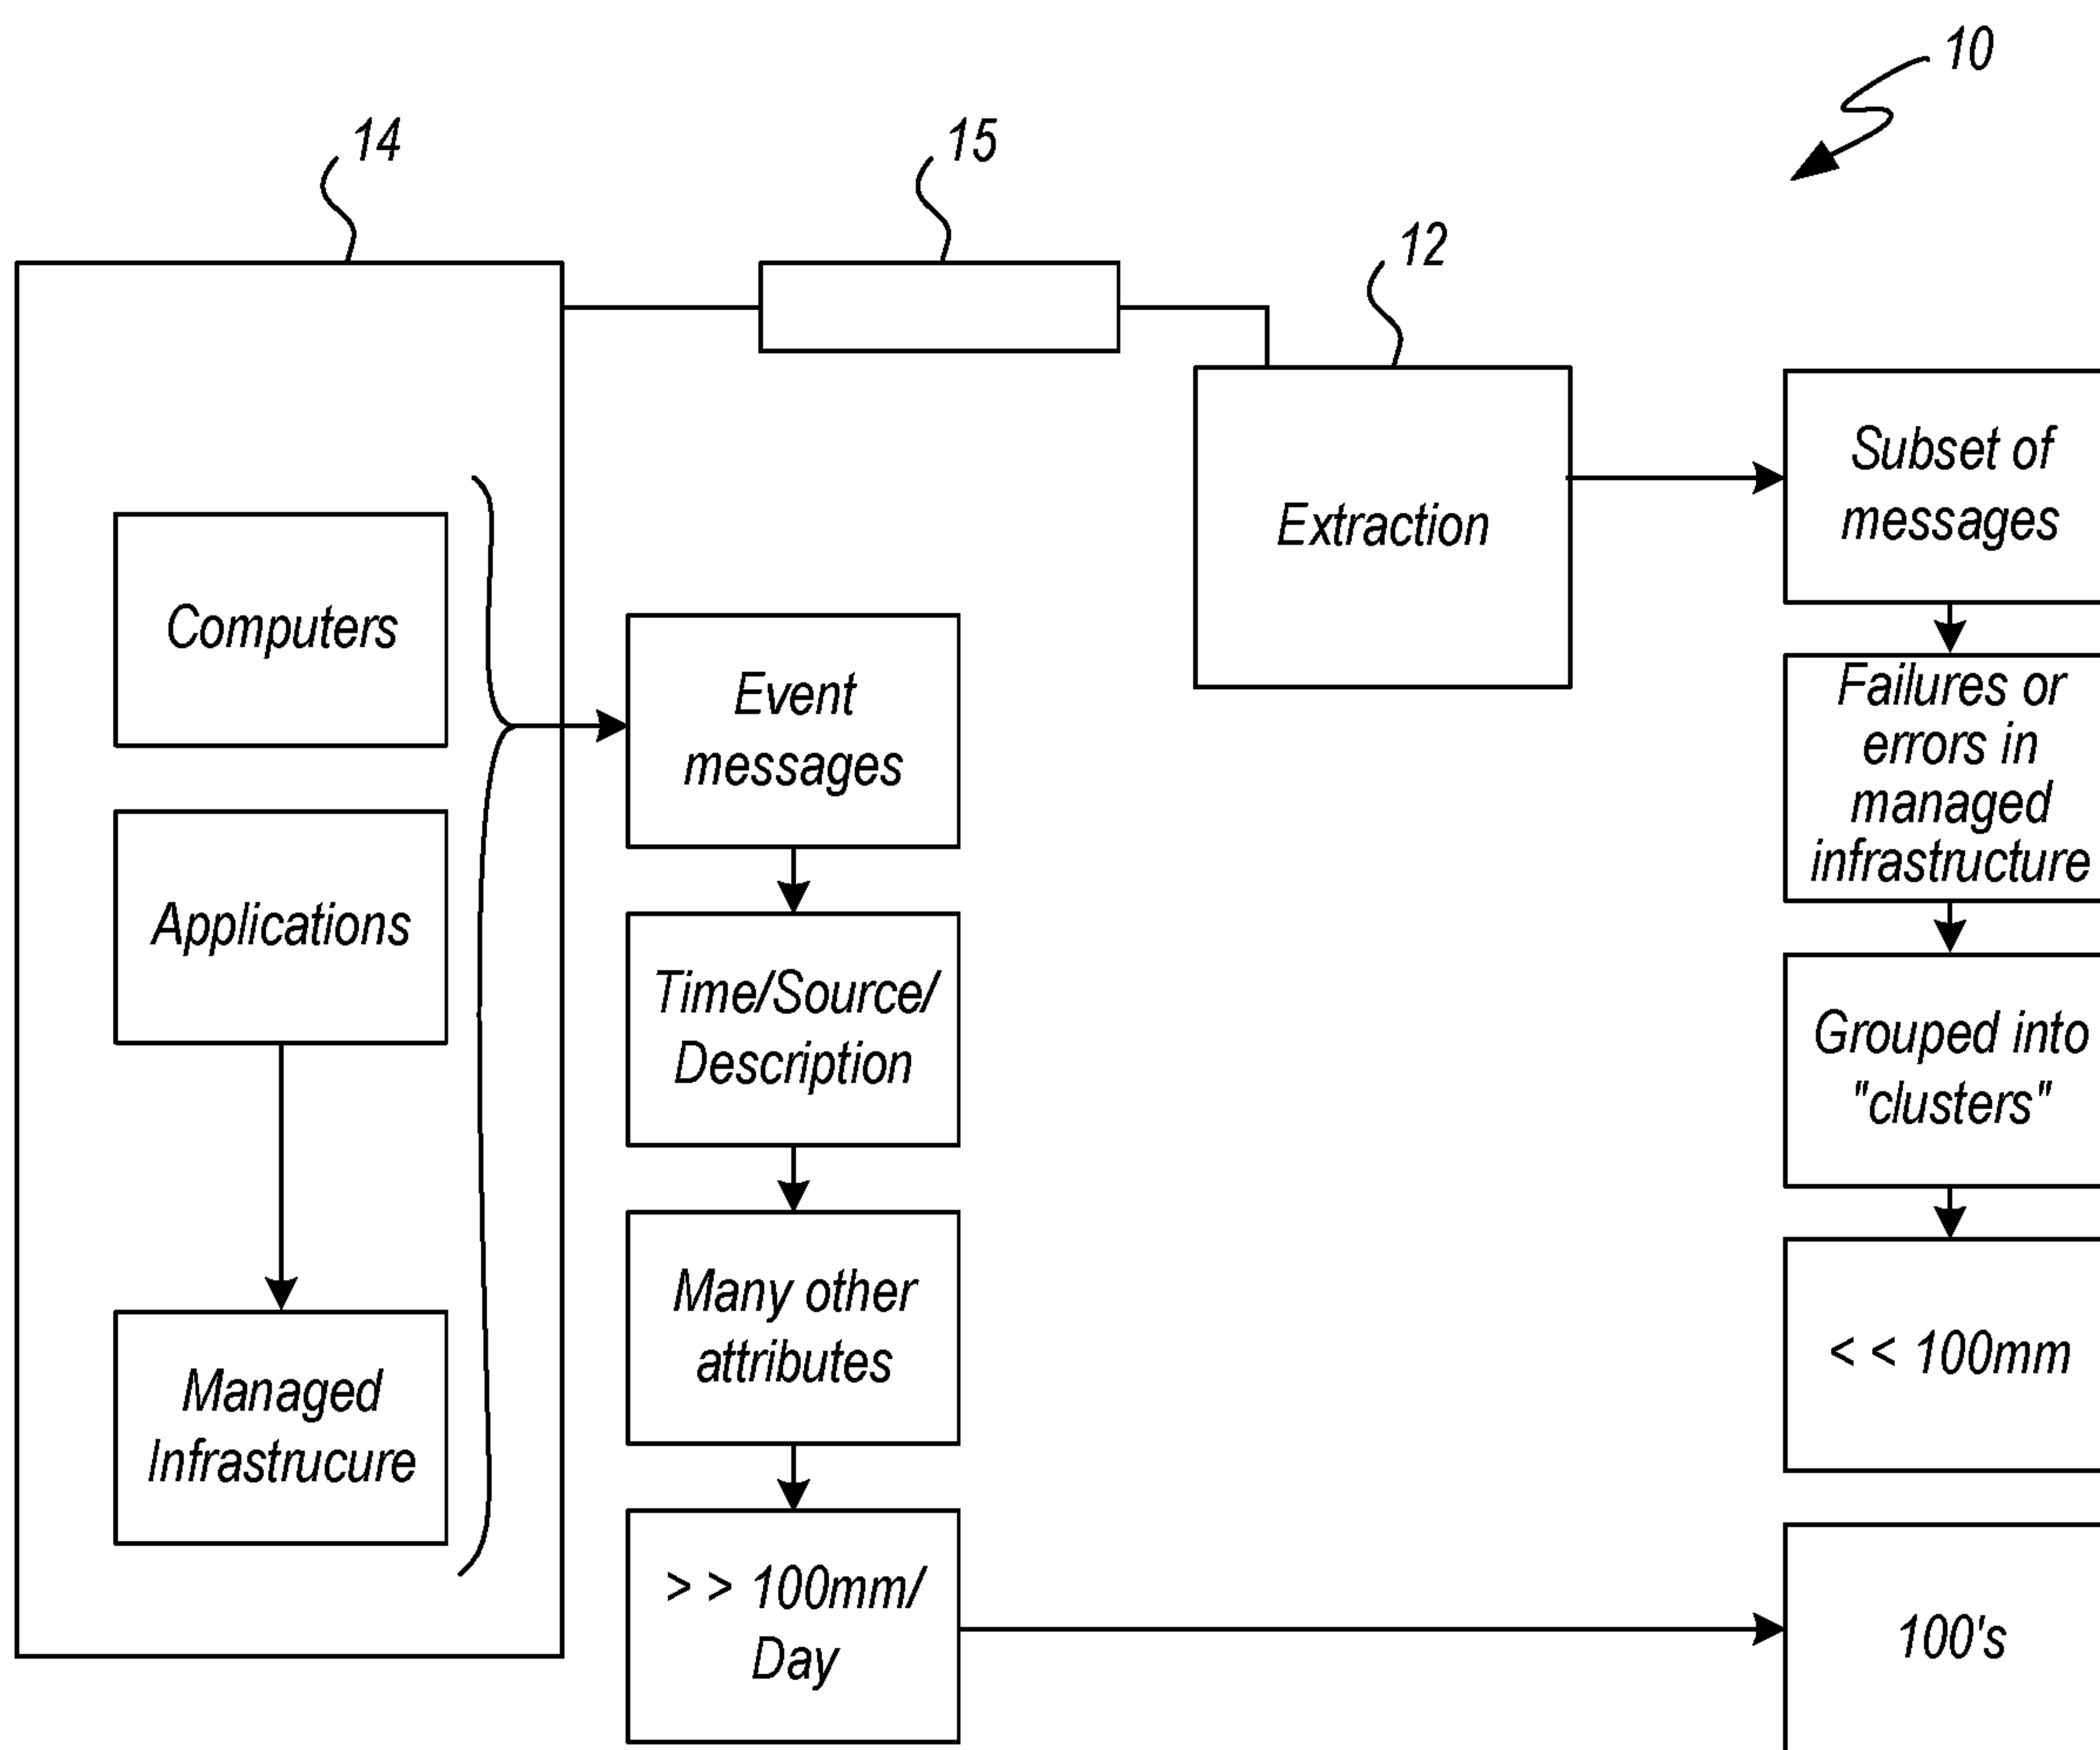 10
14
15
12
Computers
Applications
Managed
Infrastrucure
Event
messages
Time/Source/
Description
Many other
attributes
> > 100mm/
Day
Extraction
Subset of
messages
Failures or
errors in
managed
infrastructure
Grouped into
"clusters"
< < 100mm
100's